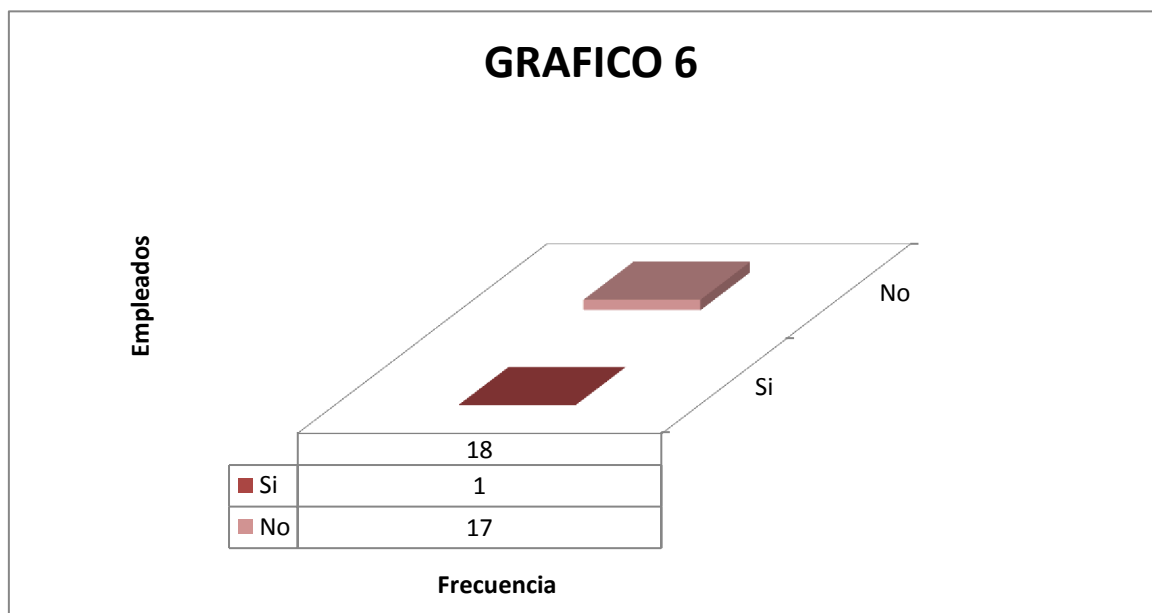 GRAFICO 6
Empleados
No
Si
18
Si 1
No 17
Frecuencia